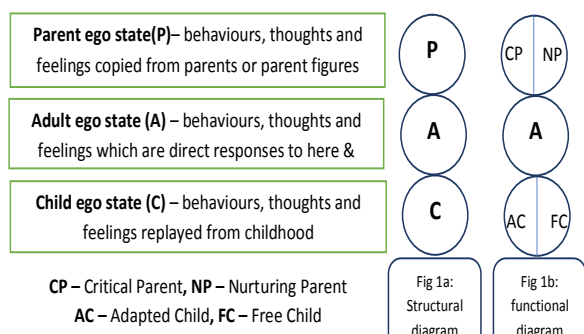 Parent ego state(P)– behaviours, thoughts and
feelings copied from parents or parent figures
P
CP NP
Adult ego state (A) – behaviours, thoughts and
feelings which are direct responses to here &
A
A
Child ego state (C) – behaviours, thoughts and
feelings replayed from childhood
C
AC FC
CP – Critical Parent, NP – Nurturing Parent
AC – Adapted Child, FC – Free Child
Fig 1a:
Structural
diagram
Fig 1b:
functional
diagram